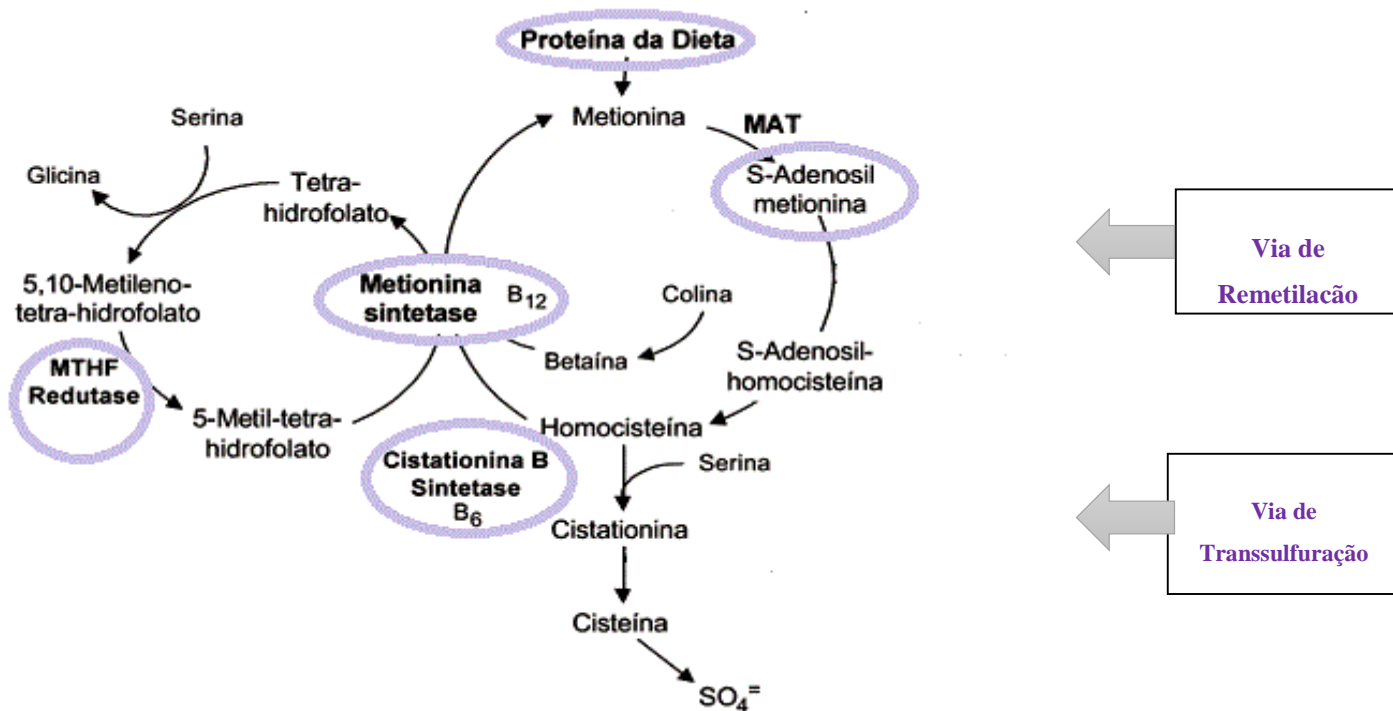 Proteína da Dieta
Metionina
MAT
S-Adenosil
metionina
Serina
Glicina
Tetra-
hidrofolato
5,10-Metileno-
tetra-hidrofolato
Metionina
sintetase
B12
Colina
Betaína
S-Adenosil-
homocisteína
MTHF
Redutase
5-Metil-tetra-
hidrofolato
Homocisteína
Cistationina B
Sintetase
B6
Serina
Cistationina
Cisteína
SO4=
Via de
Remetilacão
Via de
Transsulfuração